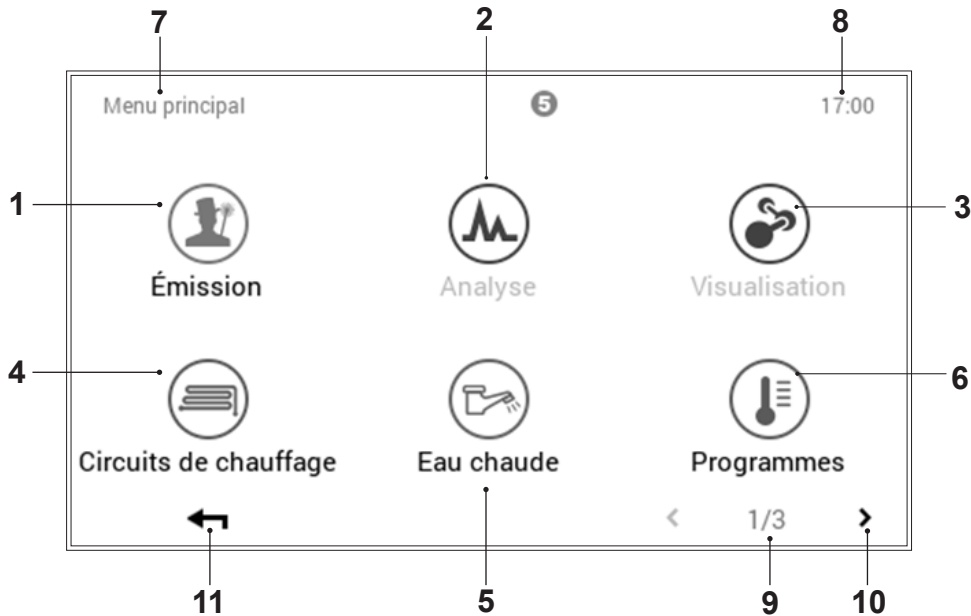 7 2 8
Menu principal 5 17:00
1 3
Émission Analyse Visualisation
4 6
Circuits de chauffage Eau chaude Programmes
< 1/3 >
11 5 9 10